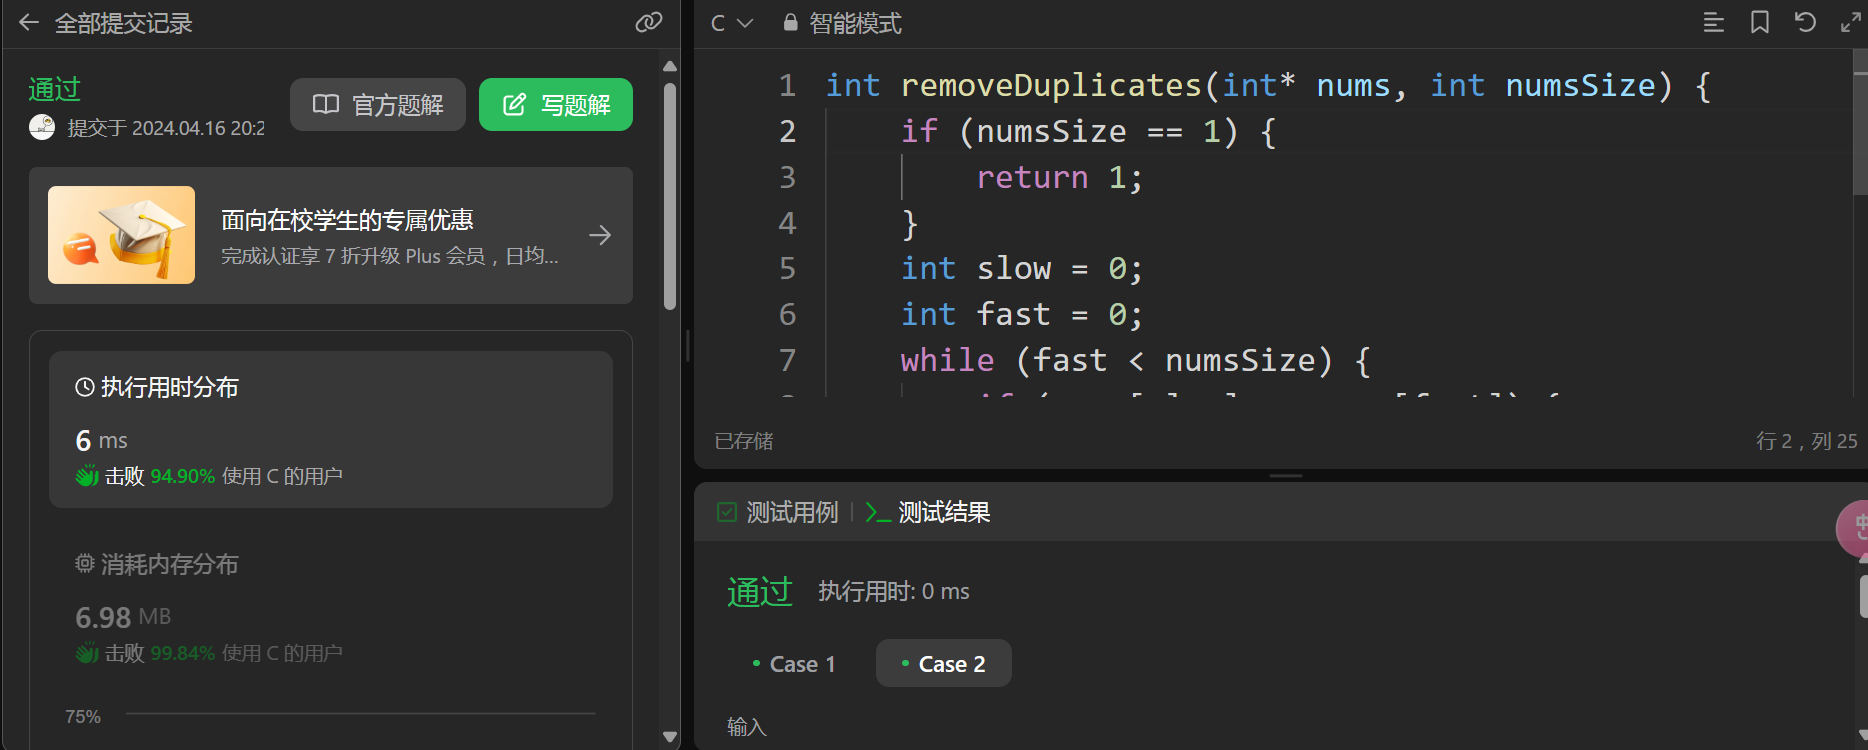 全部提交记录
通过
官方题解
写题解
提交于 2024.04.16 20:2
面向在校学生的专属优惠
完成认证享 7 折升级 Plus 会员，日均...
执行用时分布
6 ms
击败 94.90% 使用 C 的用户
消耗内存分布
6.98 MB
击败 99.84% 使用 C 的用户
75%
C
智能模式
1 int removeDuplicates(int* nums, int numsSize) {
2 if (numsSize == 1) {
3 return 1;
4 }
5 int slow = 0;
6 int fast = 0;
7 while (fast < numsSize) {
已存储
行 2，列 25
测试用例
测试结果
通过 执行用时: 0 ms
Case 1
Case 2
输入